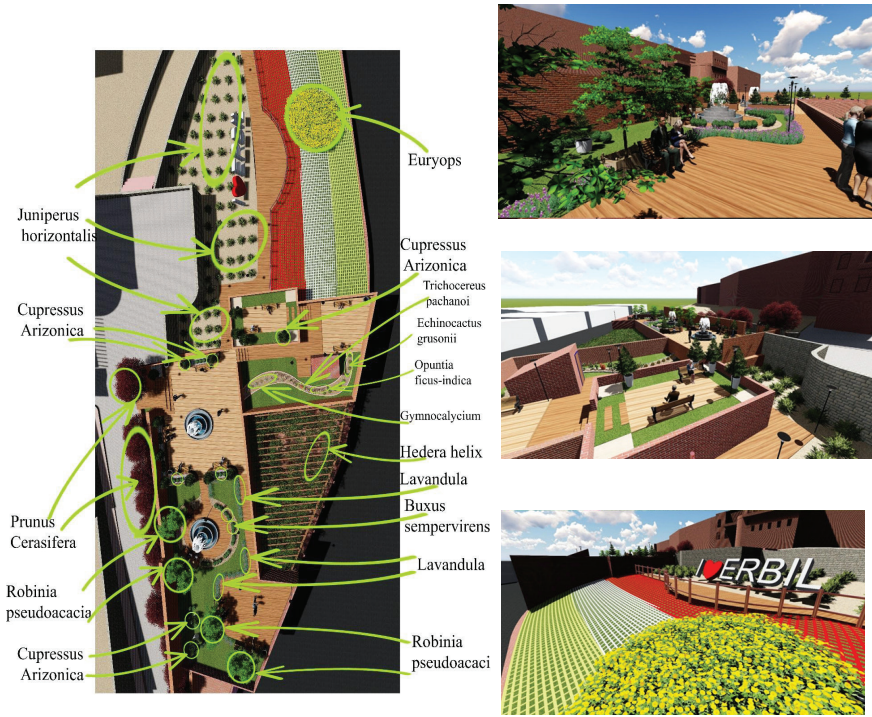 Euryops
Juniperus
horizontalis
Cupressus
Arizonica
Cupressus
Arizonica
Trichocereus
pachanoi
Echinocactus
grusonii
Opuntia
ficus-indica
Gymnocalycium
Hedera helix
Lavandula
Prunus
Cerasifera
Buxus
sempervirens
Lavandula
Robinia
pseudoacacia
Cupressus
Arizonica
Robinia
pseudoacaci
I ERBIL